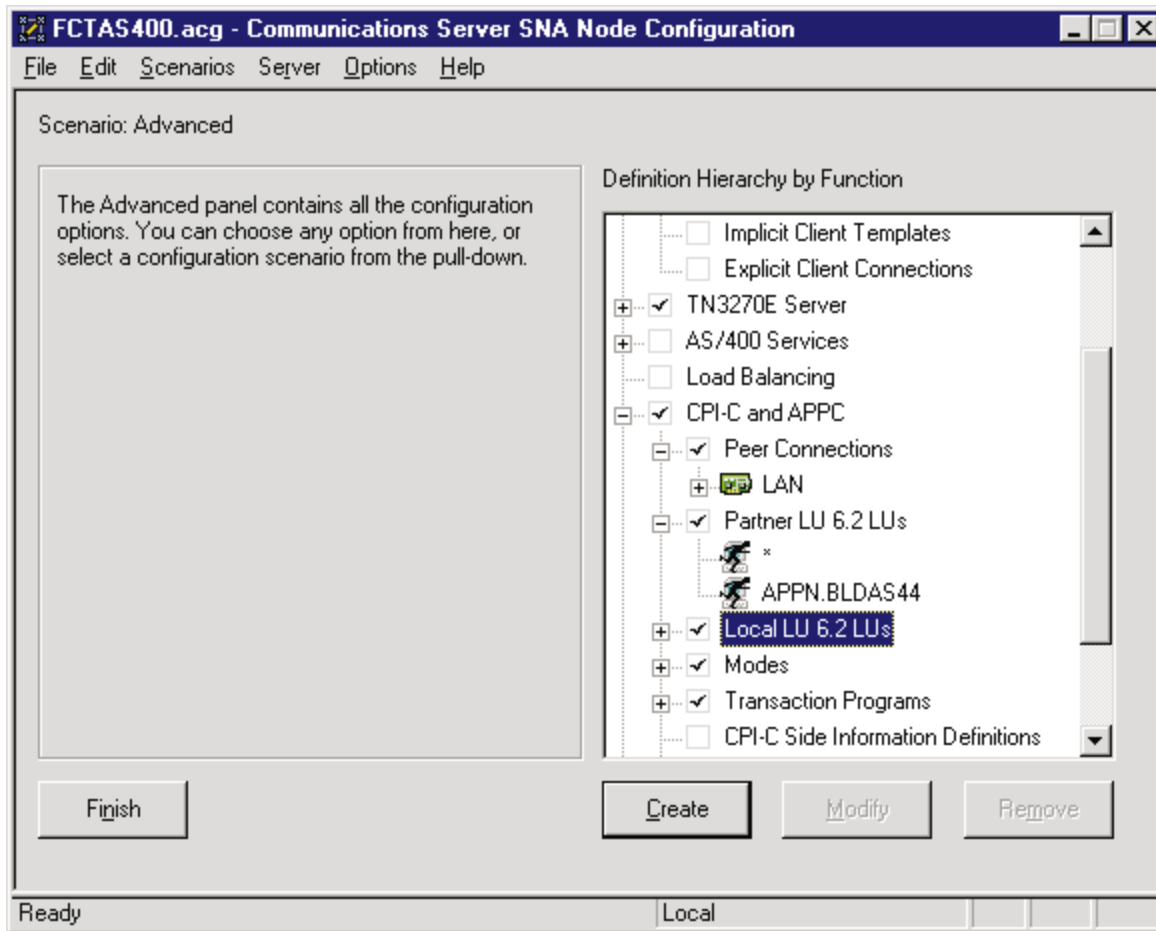 FCTAS400.acg - Communications Server SNA Node Configuration
File Edit Scenarios Server Options Help
Scenario: Advanced
The Advanced panel contains all the configuration
options. You can choose any option from here, or
select a configuration scenario from the pull-down.
Definition Hierarchy by Function
Implicit Client Templates
Explicit Client Connections
TN3270E Server
AS/400 Services
Load Balancing
CPI-C and APPC
Peer Connections
LAN
Partner LU 6.2 LUs
*
APPN.BLDAS44
Local LU 6.2 LUs
Modes
Transaction Programs
CPI-C Side Information Definitions
Finish
Create
Modify
Remove
Ready
Local